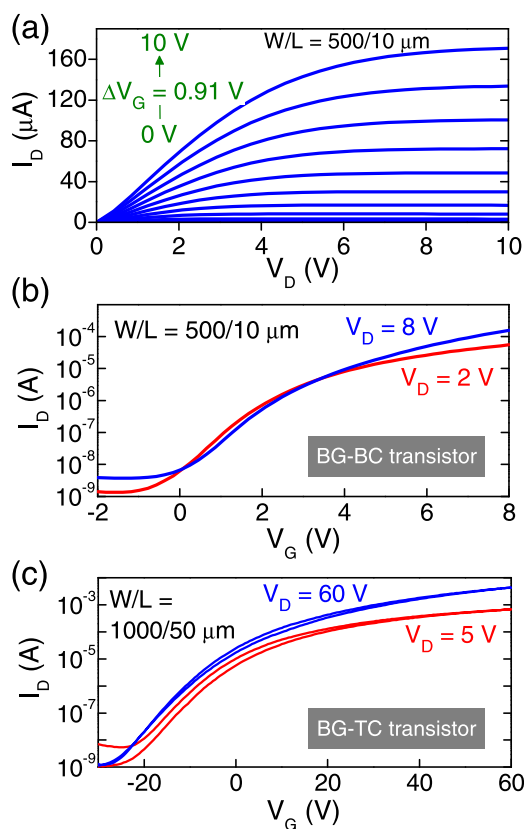 (a)
10 V
W/L = 500/10 μm
ΔV_G = 0.91 V
0 V
160
120
80
40
0
I_D (μA)
0 2 4 6 8 10
V_D (V)
(b)
W/L = 500/10 μm
V_D = 8 V
V_D = 2 V
BG-BC transistor
10^-4
10^-5
10^-6
10^-7
10^-8
10^-9
I_D (A)
-2 0 2 4 6 8
V_G (V)
(c)
W/L =
1000/50 μm
V_D = 60 V
V_D = 5 V
BG-TC transistor
10^-3
10^-5
10^-7
10^-9
I_D (A)
-20 0 20 40 60
V_G (V)